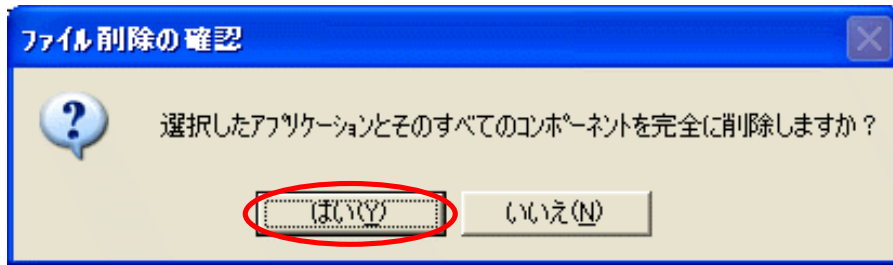 ファイル削除の確認
選択したアプリケーションとそのすべてのコンポーネントを完全に削除しますか？
はい(Y)
いいえ(N)